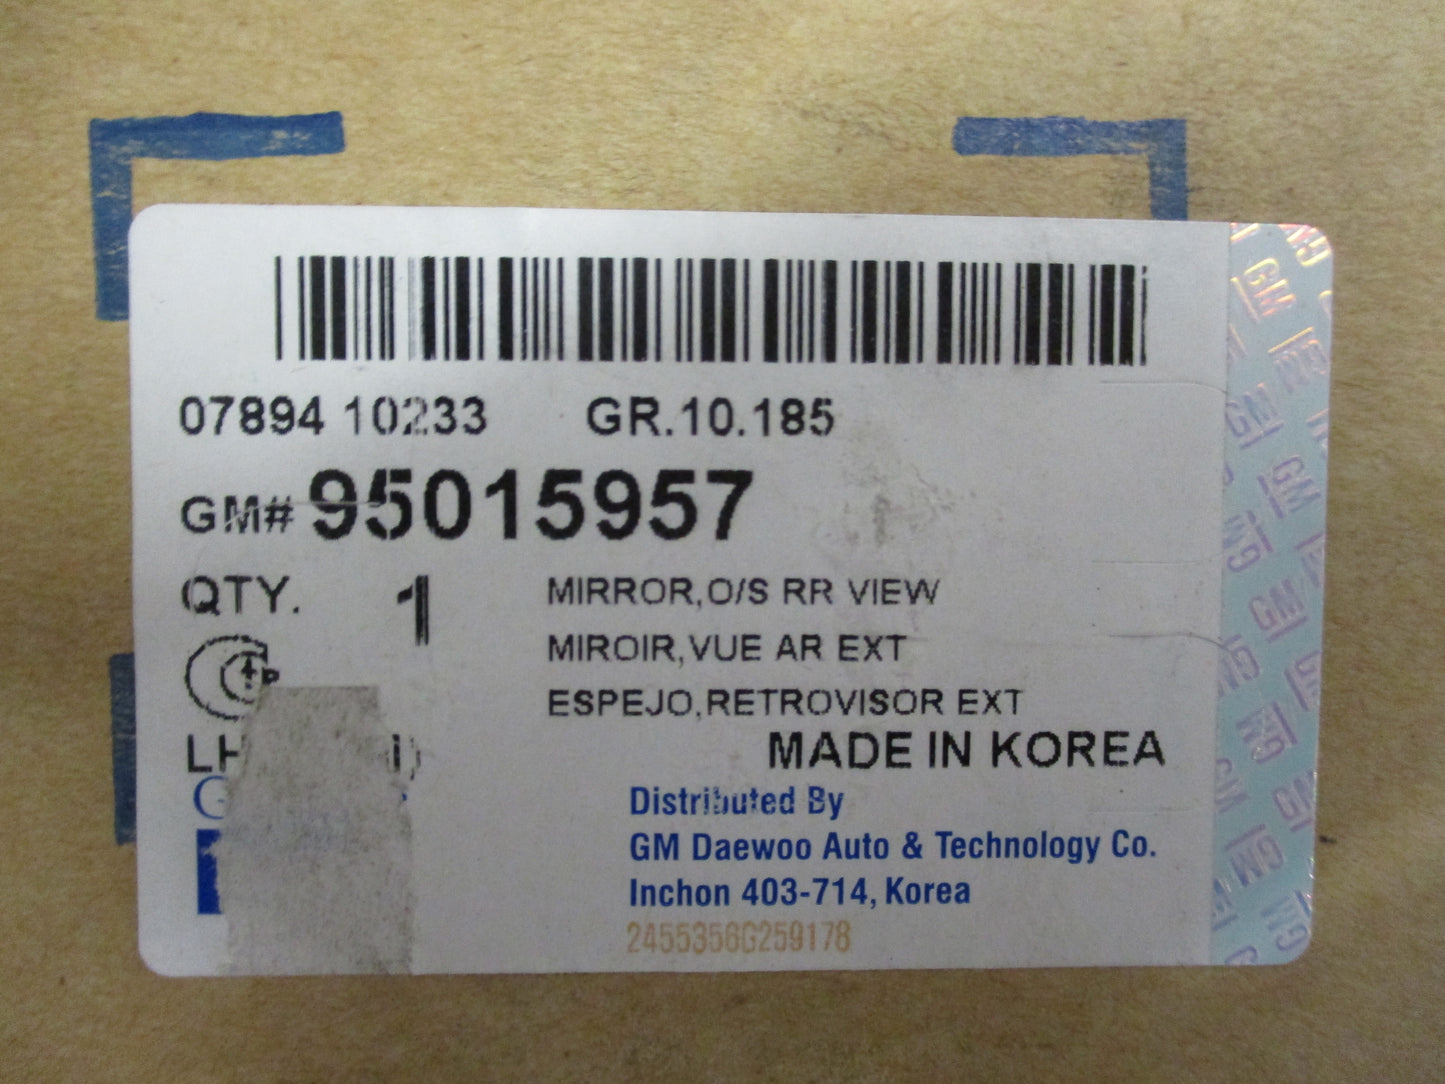 07894 10233 GR.10.185
GM# 95015957
QTY. 1
MIRROR,O/S RR VIEW
MIROIR,VUE AR EXT
ESPEJO,RETROVISOR EXT
MADE IN KOREA
Distributed By
GM Daewoo Auto & Technology Co.
Inchon 403-714, Korea
2455356G259178
GM